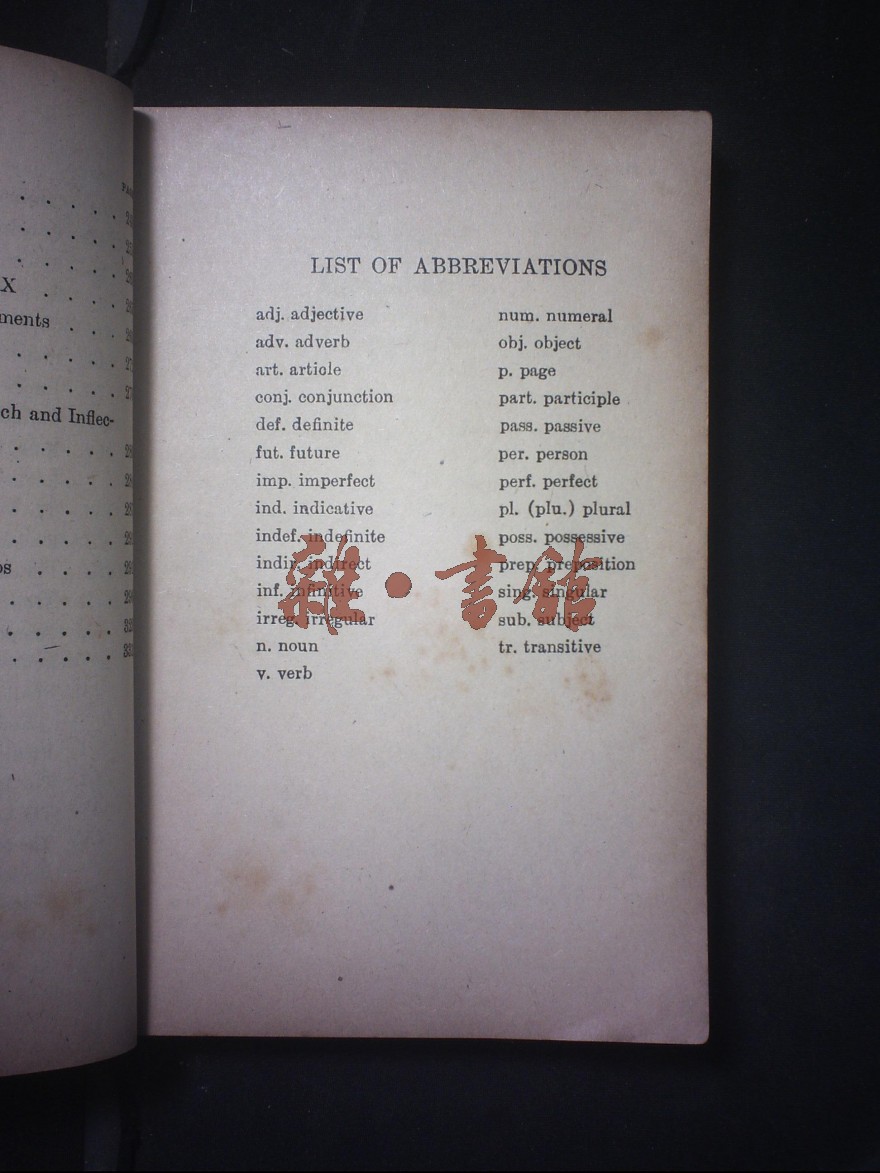 X
ments
ch and Inflec-
LIST OF ABBREVIATIONS
adj. adjective
adv. adverb
art. article
conj. conjunction
def. definite
fut. future
imp. imperfect
ind. indicative
indef. indefinite
indir. indirect
inf. infinitive
irreg. irregular
n. noun
v. verb
num. numeral
obj. object
p. page
part. participle
pass. passive
per. person
perf. perfect
pl. (plu.) plural
poss. possessive
prep. preposition
sing. singular
sub. subject
tr. transitive
雜·書館